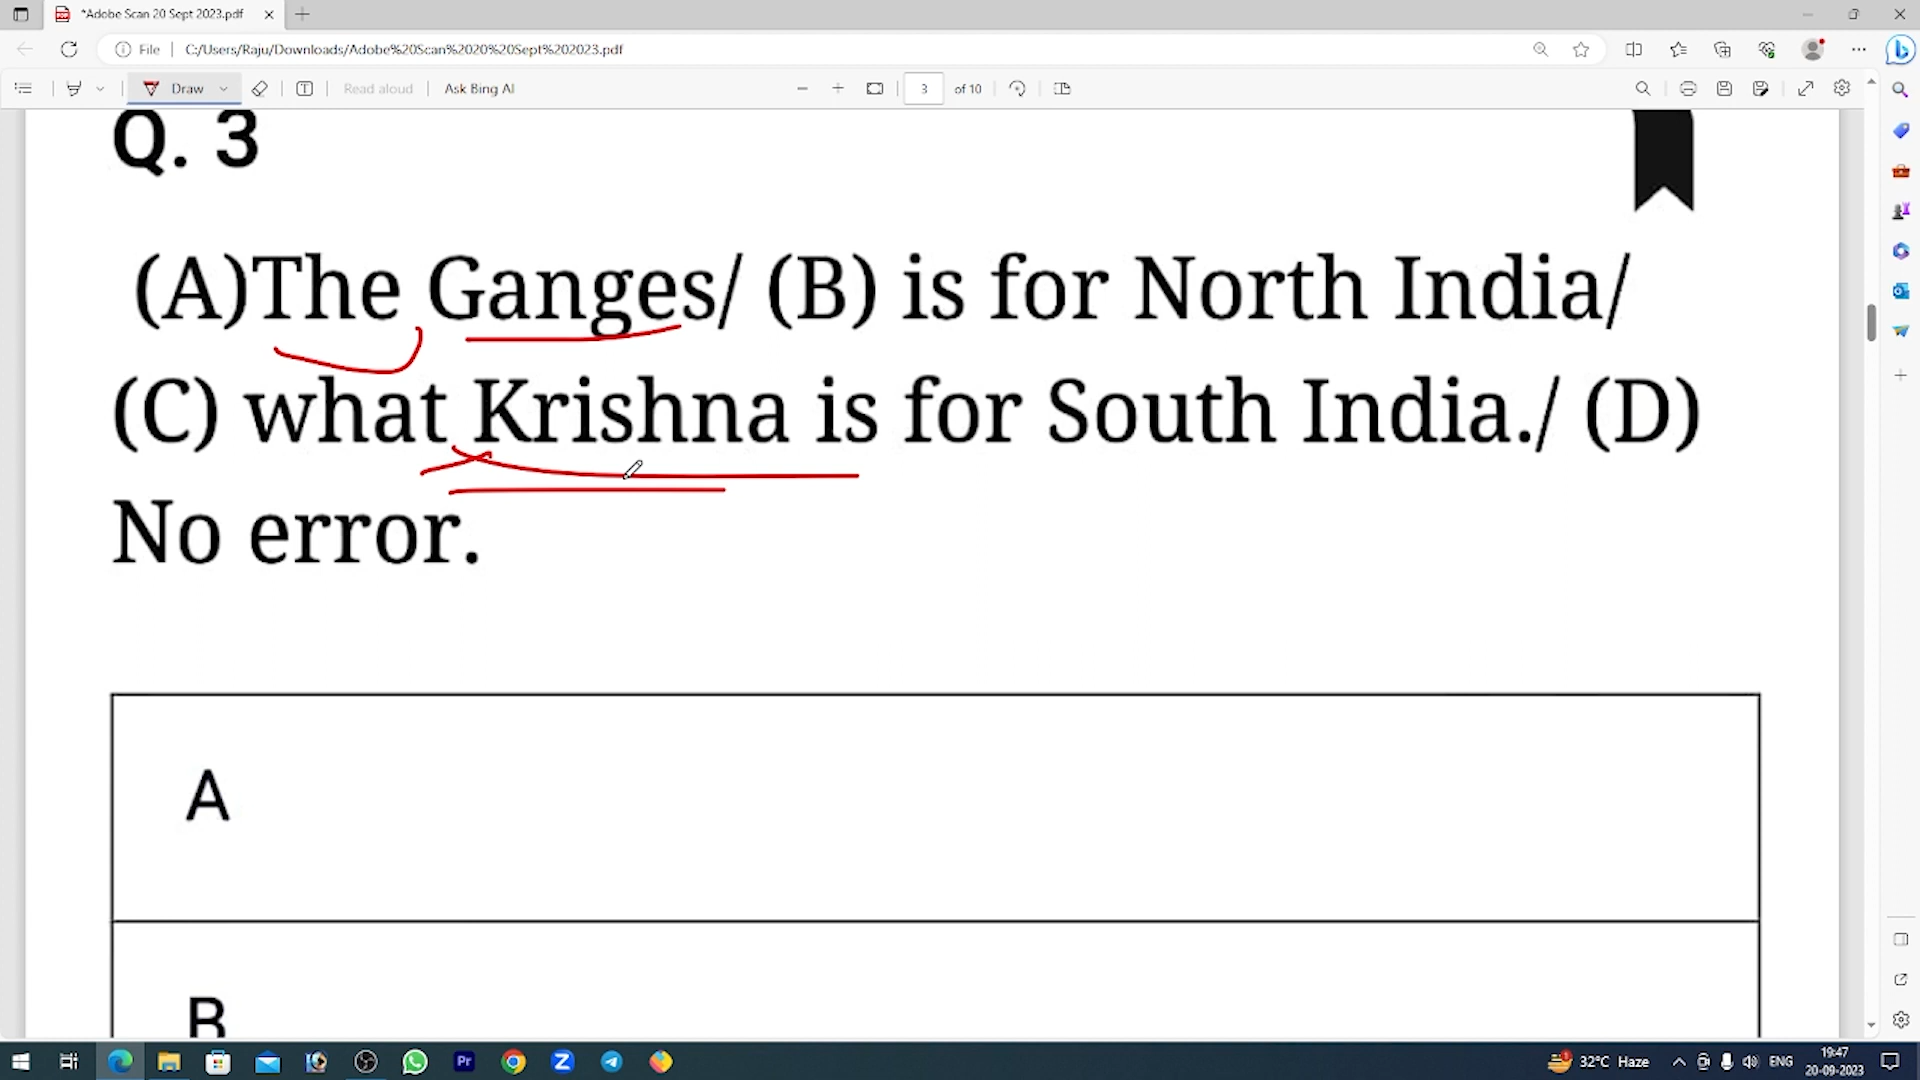 *Adobe Scan 20 Sept 2023.pdf
File C:/Users/Raju/Downloads/Adobe%20Scan%2020%20Sept%202023.pdf
Draw Read aloud Ask Bing AI 3 of 10
Q. 3
(A)The Ganges/ (B) is for North India/
(C) what Krishna is for South India./ (D)
No error.
A
B
Pr Z 32°C Haze ENG 19:47
20-09-2023